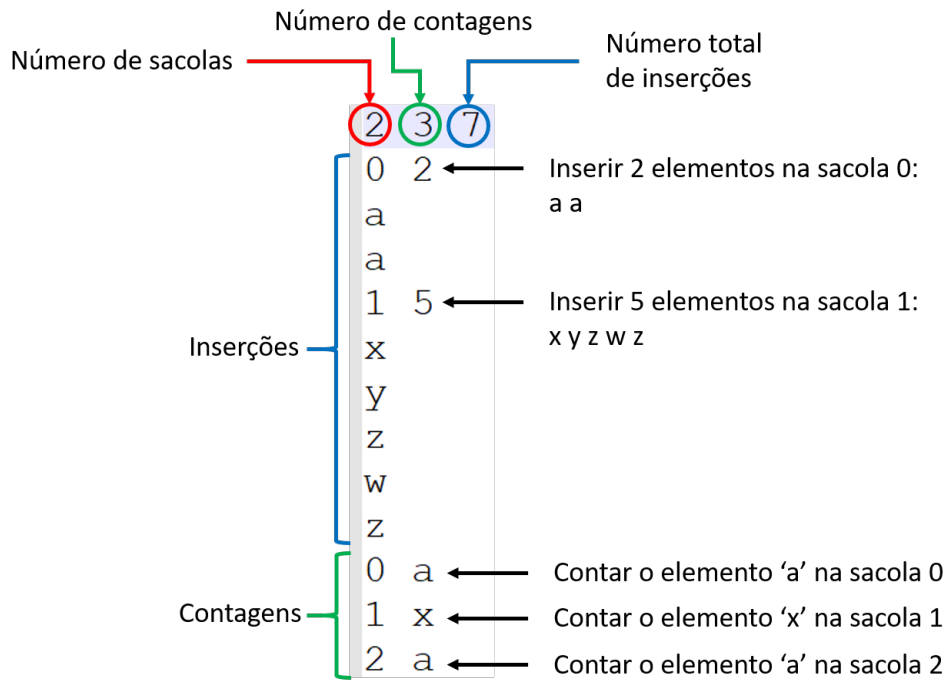 Número de contagens
Número de sacolas
Número total
de inserções
2 3 7
0 2
Inserir 2 elementos na sacola 0:
a a
a
a
1 5
Inserir 5 elementos na sacola 1:
x y z w z
Inserções
x
y
z
w
z
Contagens
0 a
Contar o elemento ‘a’ na sacola 0
1 x
Contar o elemento ‘x’ na sacola 1
2 a
Contar o elemento ‘a’ na sacola 2